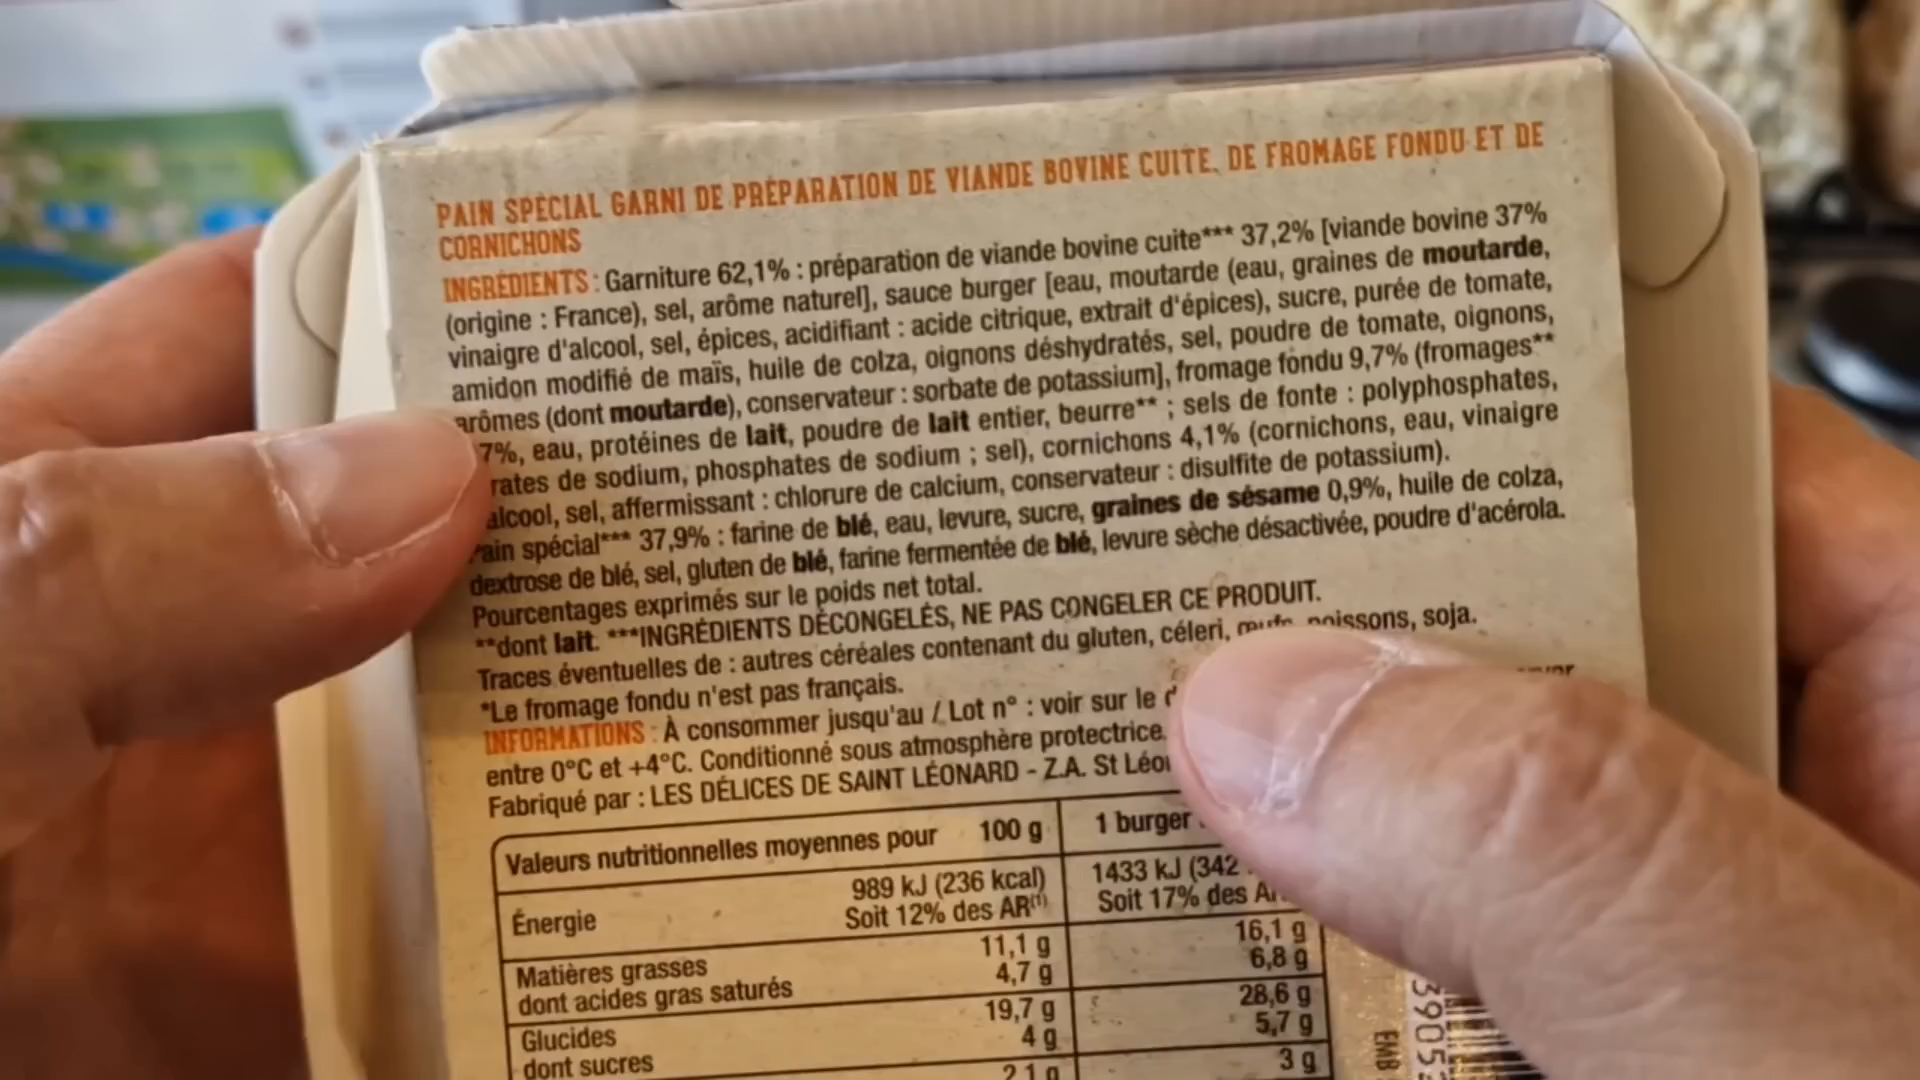 PAIN SPÉCIAL GARNI DE PRÉPARATION DE VIANDE BOVINE CUITE, DE FROMAGE FONDU ET DE
CORNICHONS
INGRÉDIENTS : Garniture 62,1% : préparation de viande bovine cuite*** 37,2% [viande bovine 37%
(origine : France), sel, arôme naturel], sauce burger [eau, moutarde (eau, graines de moutarde,
vinaigre d'alcool, sel, épices, acidifiant : acide citrique, extrait d'épices), sucre, purée de tomate,
amidon modifié de maïs, huile de colza, oignons déshydratés, sel, poudre de tomate, oignons,
arômes (dont moutarde), conservateur : sorbate de potassium], fromage fondu 9,7% (fromages**
7%, eau, protéines de lait, poudre de lait entier, beurre** ; sels de fonte : polyphosphates,
rates de sodium, phosphates de sodium ; sel), cornichons 4,1% (cornichons, eau, vinaigre
alcool, sel, affermissant : chlorure de calcium, conservateur : disulfite de potassium).
ain spécial*** 37,9% : farine de blé, eau, levure, sucre, graines de sésame 0,9%, huile de colza,
dextrose de blé, sel, gluten de blé, farine fermentée de blé, levure sèche désactivée, poudre d'acérola.
Pourcentages exprimés sur le poids net total.
**dont lait. ***INGRÉDIENTS DÉCONGELÉS, NE PAS CONGELER CE PRODUIT.
Traces éventuelles de : autres céréales contenant du gluten, céleri, œufs, poissons, soja.
*Le fromage fondu n'est pas français.
INFORMATIONS : À consommer jusqu'au / Lot n° : voir sur le
entre 0°C et +4°C. Conditionné sous atmosphère protectrice.
Fabriqué par : LES DÉLICES DE SAINT LÉONARD - Z.A. St
Valeurs nutritionnelles moyennes pour 100 g 1 burger
Énergie 989 kJ (236 kcal) 1433 kJ (342
Soit 12% des AR(1) Soit 17% des
Matières grasses 11,1 g 16,1 g
dont acides gras saturés 4,7 g 6,8 g
Glucides 19,7 g 28,6 g
dont sucres 4 g 5,7 g
2,1 g 3 g
EMB